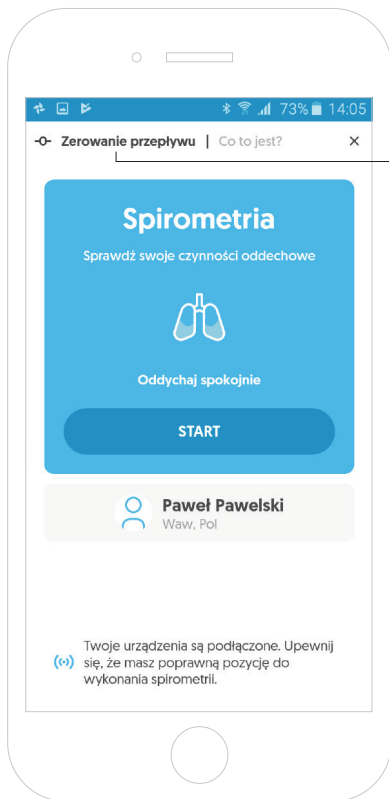 73% 14:05
-0- Zerowanie przepływu | Co to jest? ×
Spirometria
Sprawdź swoje czynności oddechowe
Oddychaj spokojnie
START
Paweł Pawelski
Waw, Pol
Twoje urządzenia są podłączone. Upewnij
się, że masz poprawną pozycję do
wykonania spirometrii.